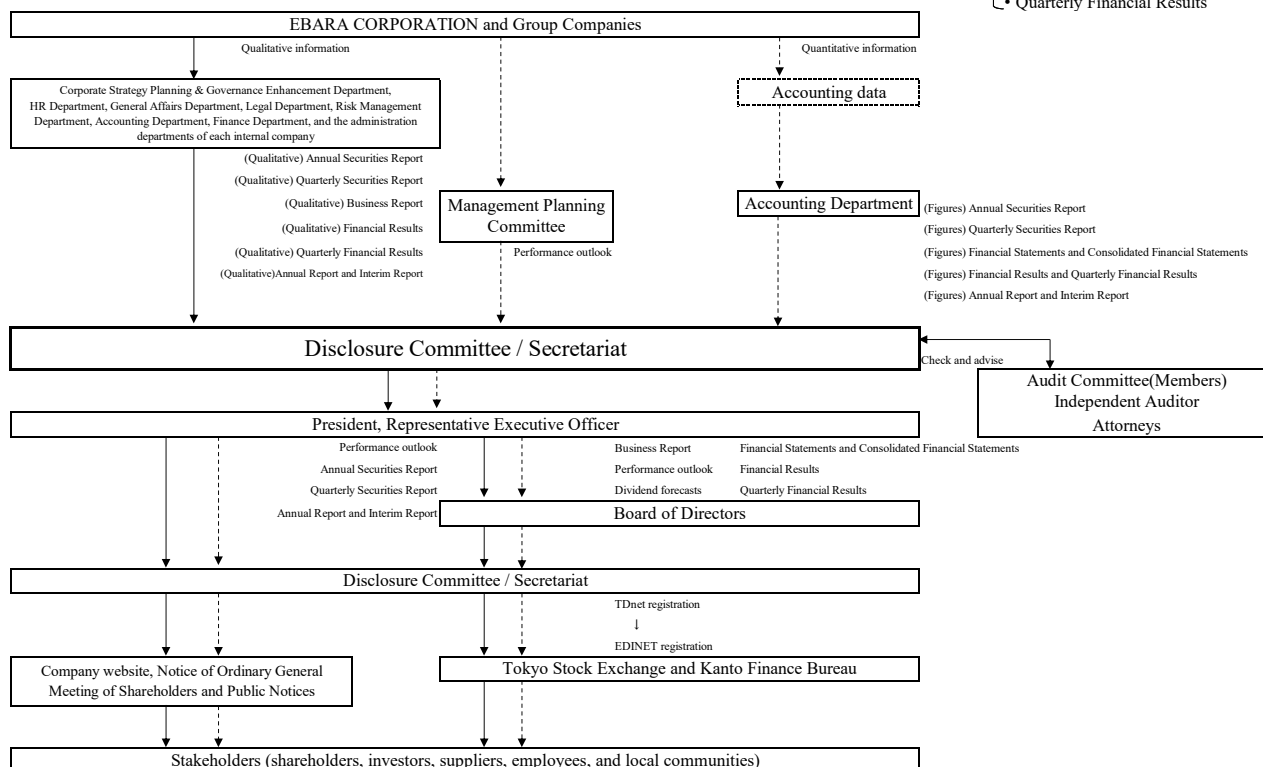 • Quarterly Financial Results
EBARA CORPORATION and Group Companies
Qualitative information
Quantitative information
Corporate Strategy Planning & Governance Enhancement Department,
HR Department, General Affairs Department, Legal Department, Risk Management
Department, Accounting Department, Finance Department, and the administration
departments of each internal company
Accounting data
(Qualitative) Annual Securities Report
(Qualitative) Quarterly Securities Report
(Qualitative) Business Report
(Qualitative) Financial Results
(Qualitative) Quarterly Financial Results
(Qualitative)Annual Report and Interim Report
Management Planning
Committee
Performance outlook
Accounting Department
(Figures) Annual Securities Report
(Figures) Quarterly Securities Report
(Figures) Financial Statements and Consolidated Financial Statements
(Figures) Financial Results and Quarterly Financial Results
(Figures) Annual Report and Interim Report
Disclosure Committee / Secretariat
Check and advise
Audit Committee(Members)
Independent Auditor
Attorneys
President, Representative Executive Officer
Performance outlook
Annual Securities Report
Quarterly Securities Report
Annual Report and Interim Report
Business Report
Performance outlook
Dividend forecasts
Financial Statements and Consolidated Financial Statements
Financial Results
Quarterly Financial Results
Board of Directors
Disclosure Committee / Secretariat
TDnet registration
↓
EDINET registration
Company website, Notice of Ordinary General
Meeting of Shareholders and Public Notices
Tokyo Stock Exchange and Kanto Finance Bureau
Stakeholders (shareholders, investors, suppliers, employees, and local communities)